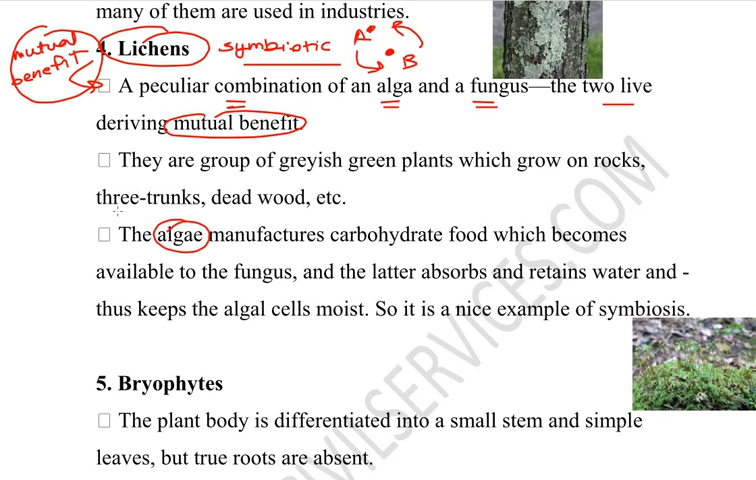 many of them are used in industries.
mutual benefit
4. Lichens symbiotic A B
☐ A peculiar combination of an alga and a fungus—the two live
deriving mutual benefit.
☐ They are group of greyish green plants which grow on rocks,
three-trunks, dead wood, etc.
☐ The algae manufactures carbohydrate food which becomes
available to the fungus, and the latter absorbs and retains water and -
thus keeps the algal cells moist. So it is a nice example of symbiosis.
5. Bryophytes
☐ The plant body is differentiated into a small stem and simple
leaves, but true roots are absent.
CIVILSERVICES.COM